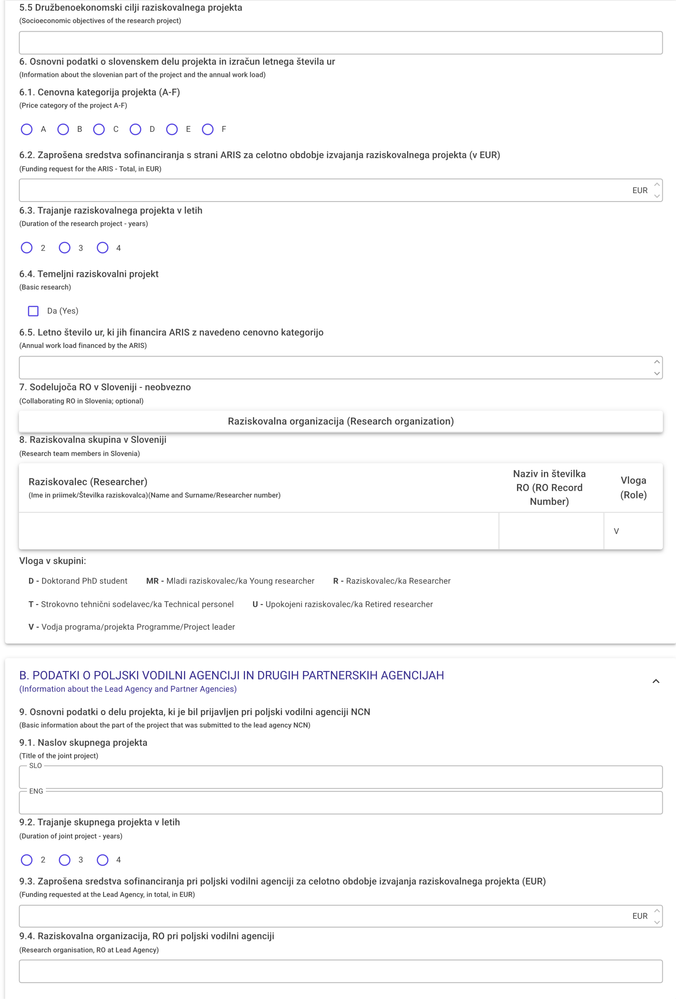 5.5 Družbenoekonomski cilji raziskovalnega projekta
(Socioeconomic objectives of the research project)
6. Osnovni podatki o slovenskem delu projekta in izračun letnega števila ur
(Information about the slovenian part of the project and the annual work load)
6.1. Cenovna kategorija projekta (A-F)
(Price category of the project A-F)
A B C D E F
6.2. Zaprošena sredstva sofinanciranja s strani ARIS za celotno obdobje izvajanja raziskovalnega projekta (v EUR)
(Funding request for the ARIS - Total, in EUR)
EUR
6.3. Trajanje raziskovalnega projekta v letih
(Duration of the research project - years)
2 3 4
6.4. Temeljni raziskovalni projekt
(Basic research)
Da (Yes)
6.5. Letno število ur, ki jih financira ARIS z navedeno cenovno kategorijo
(Annual work load financed by the ARIS)
7. Sodelujoča RO v Sloveniji - neobvezno
(Collaborating RO in Slovenia; optional)
Raziskovalna organizacija (Research organization)
8. Raziskovalna skupina v Sloveniji
(Research team members in Slovenia)
Raziskovalec (Researcher)
(Ime in priimek/Številka raziskovalca)(Name and Surname/Researcher number)
Naziv in številka
RO (RO Record
Number)
Vloga
(Role)
V
Vloga v skupini:
D - Doktorand PhD student MR - Mladi raziskovalec/ka Young researcher R - Raziskovalec/ka Researcher
T - Strokovno tehnični sodelavec/ka Technical personel U - Upokojeni raziskovalec/ka Retired researcher
V - Vodja programa/projekta Programme/Project leader
B. PODATKI O POLJSKI VODILNI AGENCIJI IN DRUGIH PARTNERSKIH AGENCIJAH
(Information about the Lead Agency and Partner Agencies)
9. Osnovni podatki o delu projekta, ki je bil prijavljen pri poljski vodilni agenciji NCN
(Basic information about the part of the project that was submitted to the lead agency NCN)
9.1. Naslov skupnega projekta
(Title of the joint project)
SLO
ENG
9.2. Trajanje skupnega projekta v letih
(Duration of joint project - years)
2 3 4
9.3. Zaprošena sredstva sofinanciranja pri poljski vodilni agenciji za celotno obdobje izvajanja raziskovalnega projekta (EUR)
(Funding requested at the Lead Agency, in total, in EUR)
EUR
9.4. Raziskovalna organizacija, RO pri poljski vodilni agenciji
(Research organisation, RO at Lead Agency)